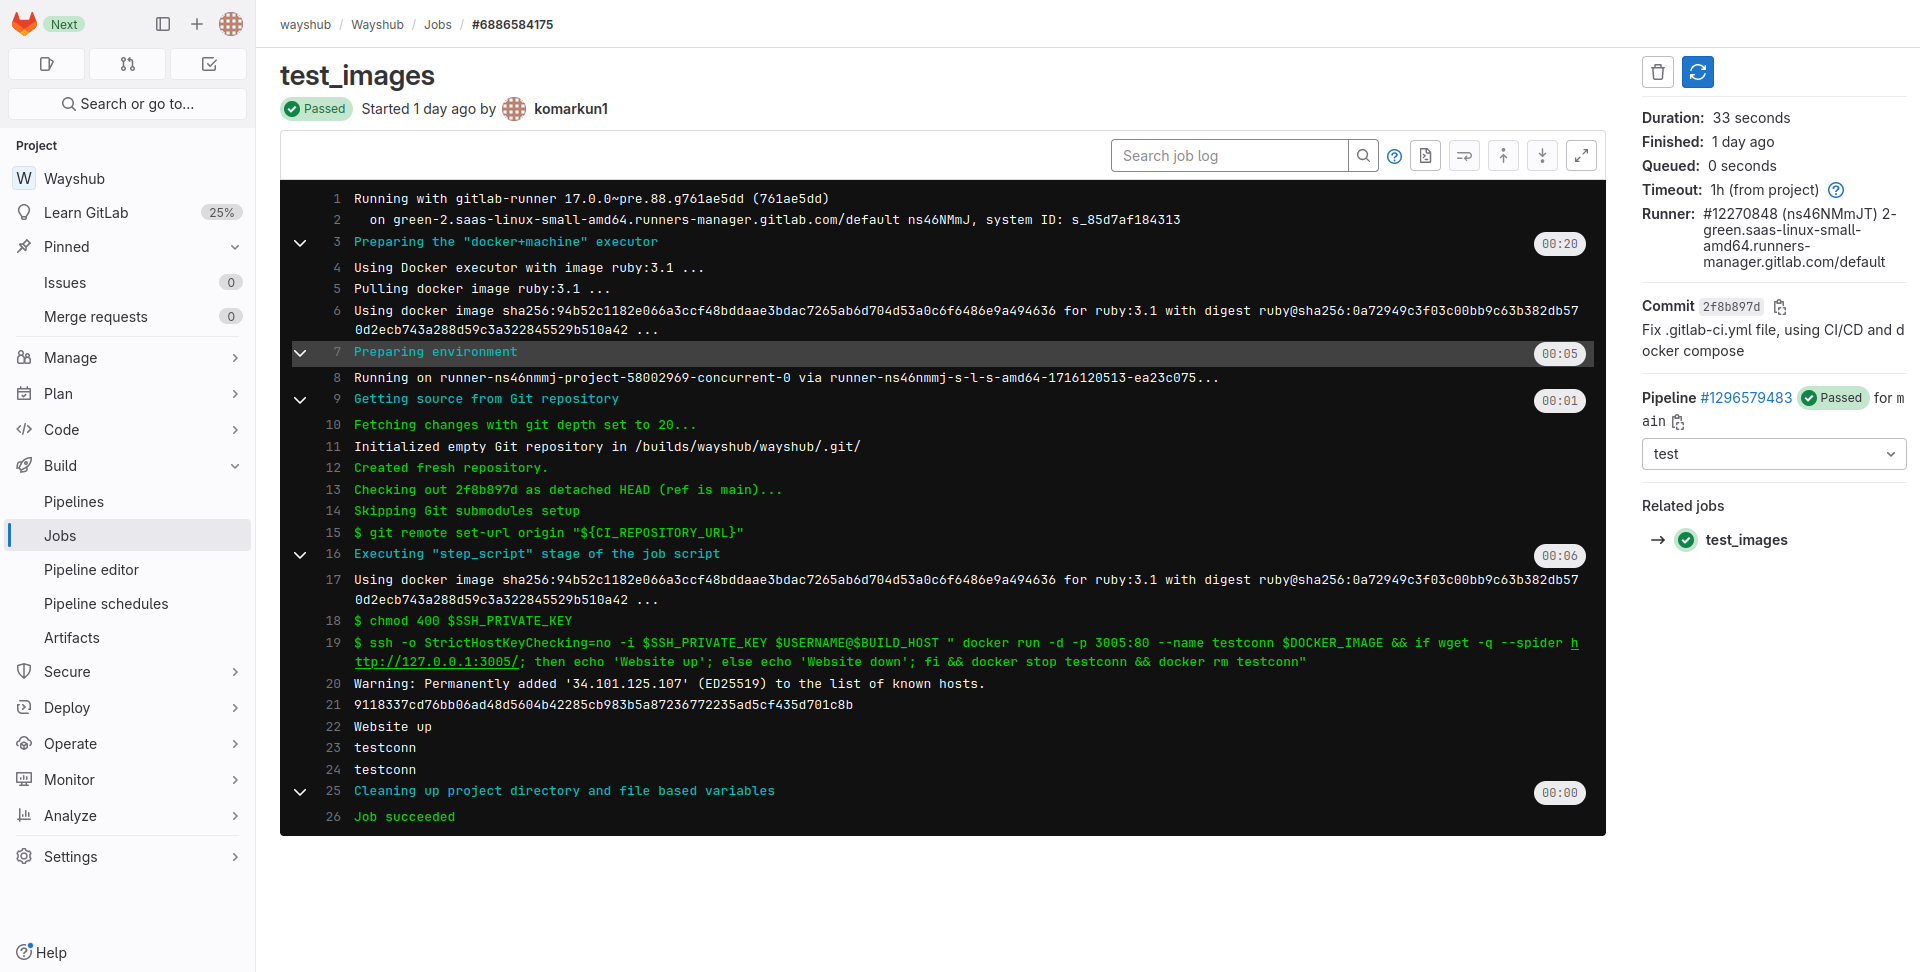 Next
wayshub / Wayshub / Jobs / #6886584175
Search or go to...
Project
W Wayshub
Learn GitLab 25%
Pinned
Issues 0
Merge requests 0
Manage
Plan
Code
Build
Pipelines
Jobs
Pipeline editor
Pipeline schedules
Artifacts
Secure
Deploy
Operate
Monitor
Analyze
Settings
Help
test_images
Passed Started 1 day ago by komarkun1
Search job log
1 Running with gitlab-runner 17.0.0~pre.88.g761ae5dd (761ae5dd)
2 on green-2.saas-linux-small-amd64.runners-manager.gitlab.com/default ns46NMmJ, system ID: s_85d7af184313
3 Preparing the "docker+machine" executor 00:20
4 Using Docker executor with image ruby:3.1 ...
5 Pulling docker image ruby:3.1 ...
6 Using docker image sha256:94b52c1182e066a3ccf48bddaae3bdac7265ab6d704d53a0c6f6486e9a494636 for ruby:3.1 with digest ruby@sha256:0a72949c3f03c00bb9c63b382db57
0d2ecb743a288d59c3a322845529b510a42 ...
7 Preparing environment 00:05
8 Running on runner-ns46nmmj-project-58002969-concurrent-0 via runner-ns46nmmj-s-l-s-amd64-1716120513-ea23c075...
9 Getting source from Git repository 00:01
10 Fetching changes with git depth set to 20...
11 Initialized empty Git repository in /builds/wayshub/wayshub/.git/
12 Created fresh repository.
13 Checking out 2f8b897d as detached HEAD (ref is main)...
14 Skipping Git submodules setup
15 $ git remote set-url origin "${CI_REPOSITORY_URL}"
16 Executing "step_script" stage of the job script 00:06
17 Using docker image sha256:94b52c1182e066a3ccf48bddaae3bdac7265ab6d704d53a0c6f6486e9a494636 for ruby:3.1 with digest ruby@sha256:0a72949c3f03c00bb9c63b382db57
0d2ecb743a288d59c3a322845529b510a42 ...
18 $ chmod 400 $SSH_PRIVATE_KEY
19 $ ssh -o StrictHostKeyChecking=no -i $SSH_PRIVATE_KEY $USERNAME@$BUILD_HOST " docker run -d -p 3005:80 --name testconn $DOCKER_IMAGE && if wget -q --spider h
ttp://127.0.0.1:3005/; then echo 'Website up'; else echo 'Website down'; fi && docker stop testconn && docker rm testconn"
20 Warning: Permanently added '34.101.125.107' (ED25519) to the list of known hosts.
21 9118337cd76bb06ad48d5604b42285cb983b5a87236772235ad5cf435d701c8b
22 Website up
23 testconn
24 testconn
25 Cleaning up project directory and file based variables 00:00
26 Job succeeded
Duration: 33 seconds
Finished: 1 day ago
Queued: 0 seconds
Timeout: 1h (from project)
Runner: #12270848 (ns46NMmJT) 2-
green.saas-linux-small-
amd64.runners-
manager.gitlab.com/default
Commit 2f8b897d
Fix .gitlab-ci.yml file, using CI/CD and d
ocker compose
Pipeline #1296579483 Passed for m
ain
test
Related jobs
test_images